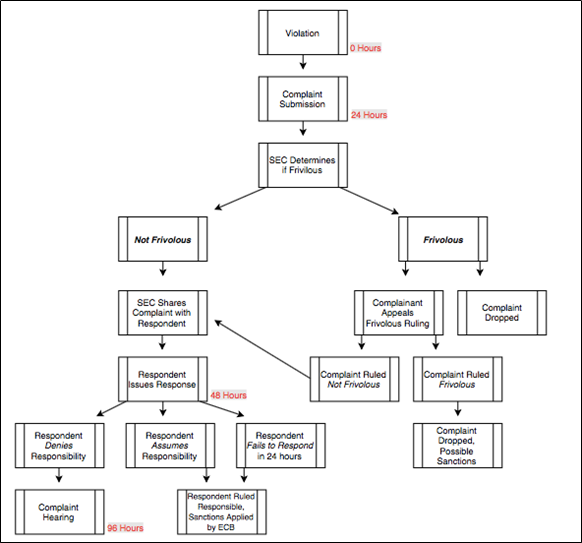 Violation
0 Hours
Complaint
Submission
24 Hours
SEC Determines
if Frivilous
Not Frivolous
Frivolous
SEC Shares
Complaint with
Respondent
Complainant
Appeals
Frivolous Ruling
Complaint
Dropped
Respondent
Issues Response
48 Hours
Complaint Ruled
Not Frivolous
Complaint Ruled
Frivolous
Respondent
Denies
Responsibility
Respondent
Assumes
Responsibility
Respondent
Fails to Respond
in 24 hours
Complaint
Dropped,
Possible
Sanctions
Complaint
Hearing
96 Hours
Respondent Ruled
Responsible,
Sanctions Applied
by ECB